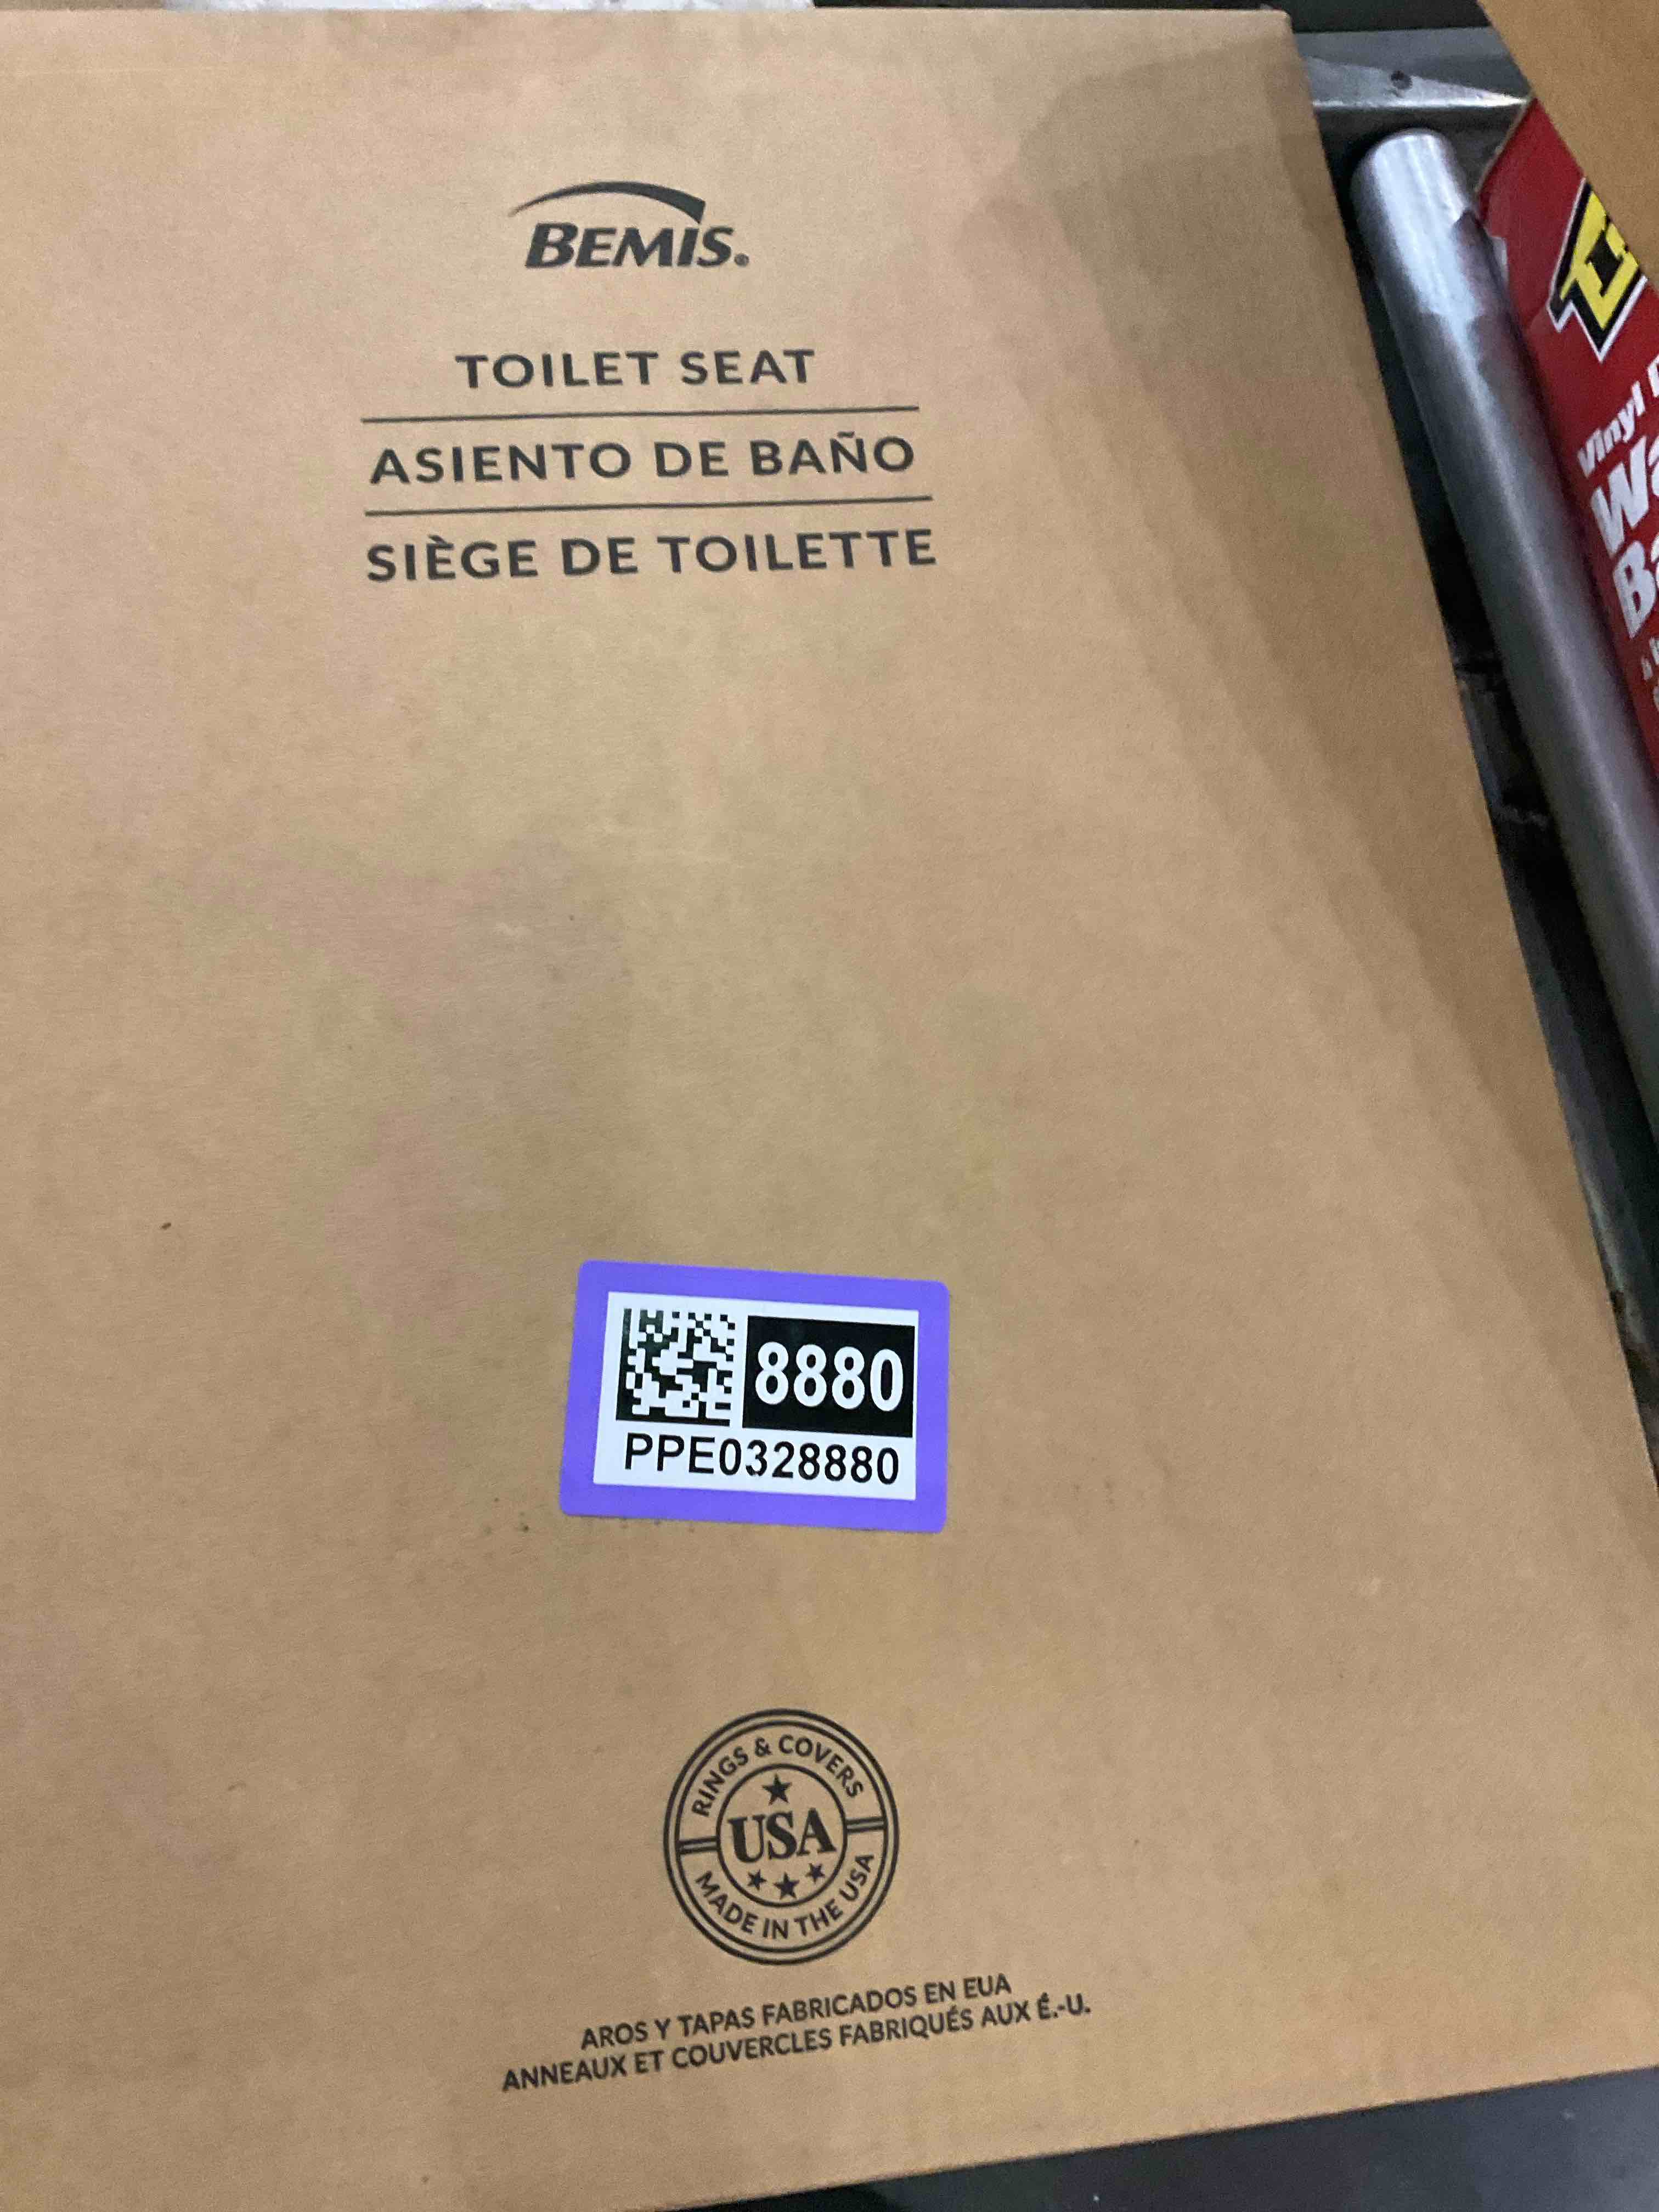 BEMIS®
TOILET SEAT
ASIENTO DE BAÑO
SIÈGE DE TOILETTE
Vinyl
8880
PPE0328880
RINGS & COVERS
USA
MADE IN THE USA
AROS Y TAPAS FABRICADOS EN EUA
ANNEAUX ET COUVERCLES FABRIQUÉS AUX É.-U.